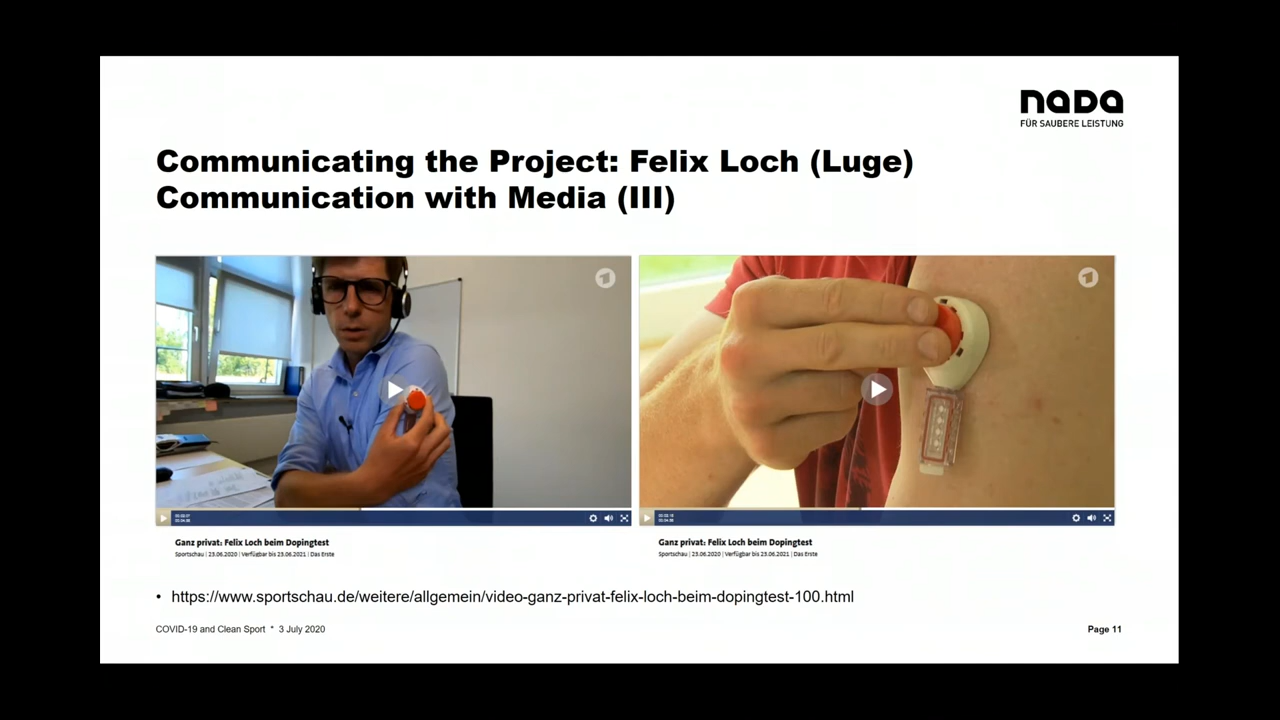 NADA
FÜR SAUBERE LEISTUNG
Communicating the Project: Felix Loch (Luge)
Communication with Media (III)
Ganz privat: Felix Loch beim Dopingtest
Sportschau | 23.06.2020 | Verfügbar bis 23.06.2021 | Das Erste
Ganz privat: Felix Loch beim Dopingtest
Sportschau | 23.06.2020 | Verfügbar bis 23.06.2021 | Das Erste
• https://www.sportschau.de/weitere/allgemein/video-ganz-privat-felix-loch-beim-dopingtest-100.html
COVID-19 and Clean Sport * 3 July 2020
Page 11